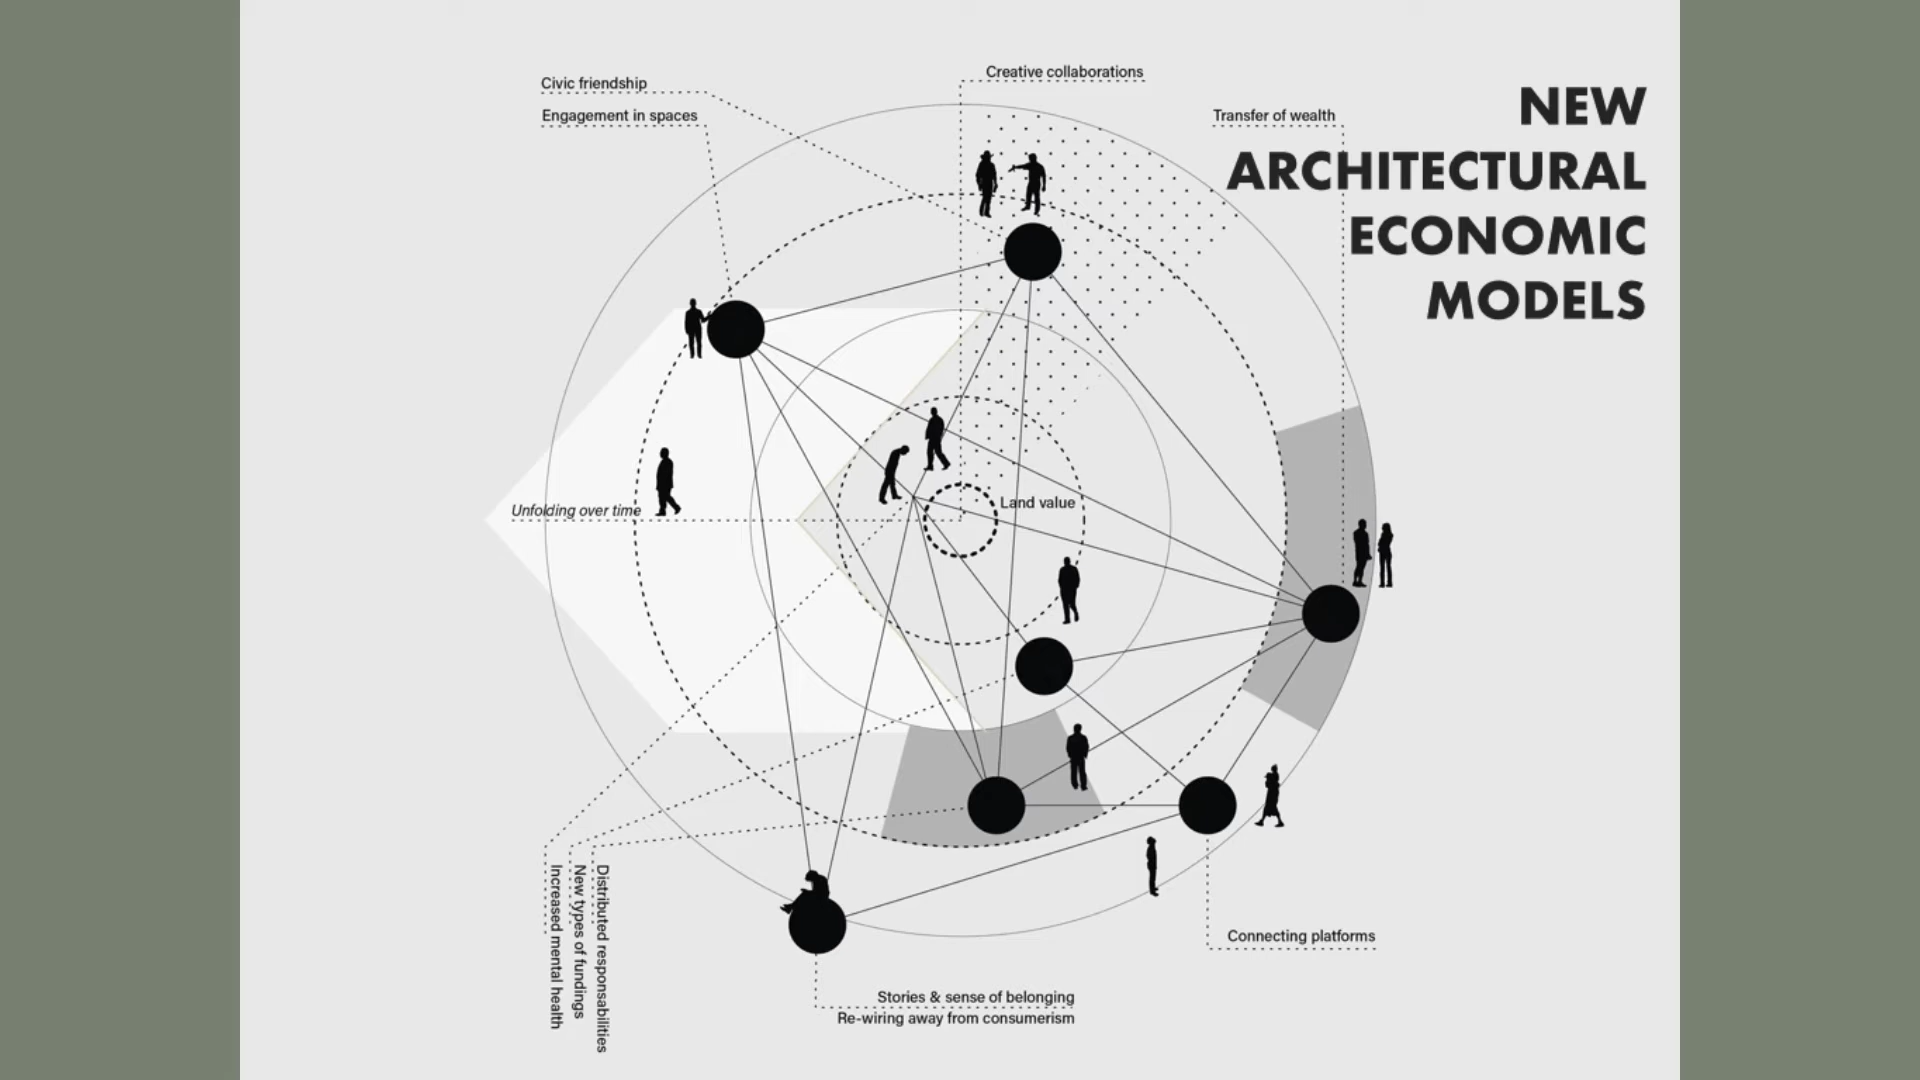 Civic friendship
Engagement in spaces
Creative collaborations
Transfer of wealth
NEW
ARCHITECTURAL
ECONOMIC
MODELS
Unfolding over time
Land value
Increased mental health
New types of fundings
Distributed responsabilities
Connecting platforms
Stories & sense of belonging
Re-wiring away from consumerism